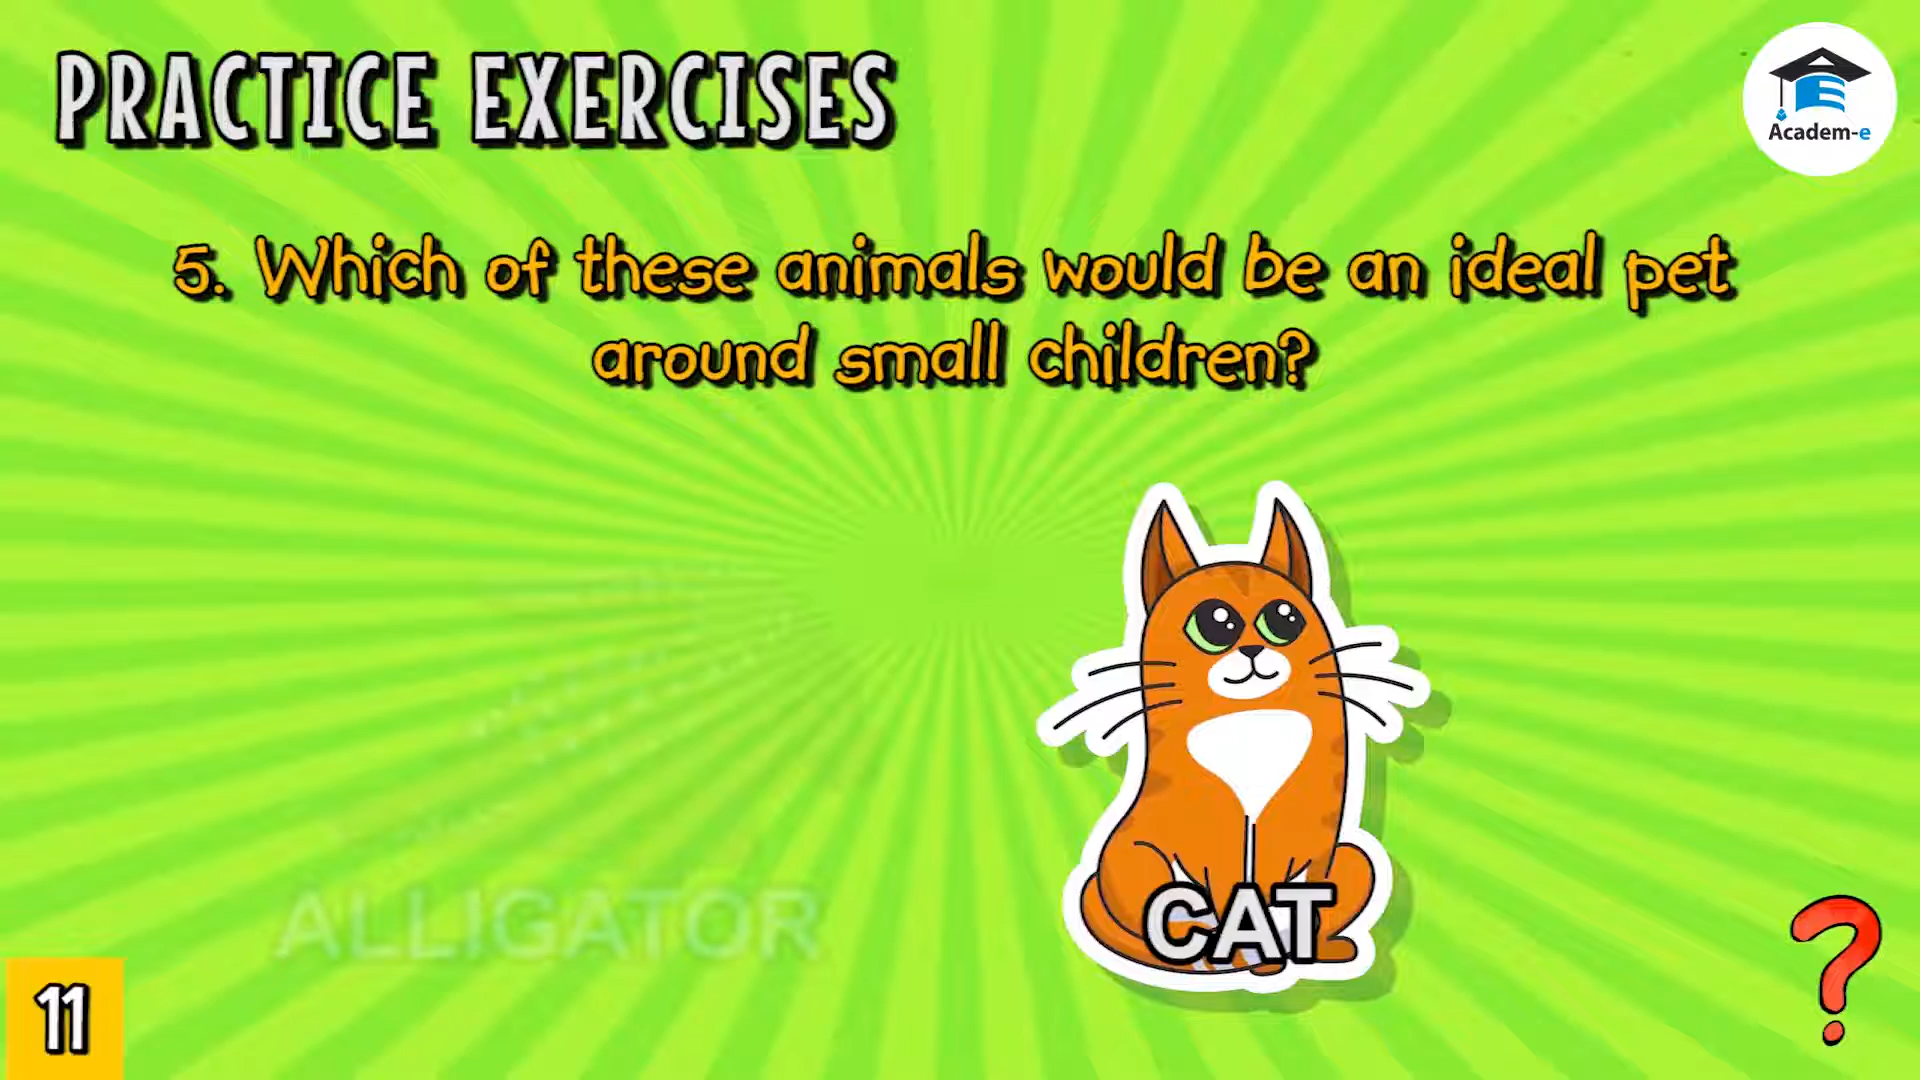 PRACTICE EXERCISES
Academ-e
5. Which of these animals would be an ideal pet
around small children?
ALLIGATOR
CAT
11
?